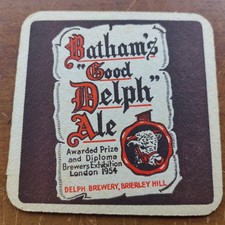 Batham's
"Good
Delph"
Ale
Awarded Prize
and Diploma
Brewers Exhibition
London 1954
DELPH BREWERY, BRIERLEY HILL